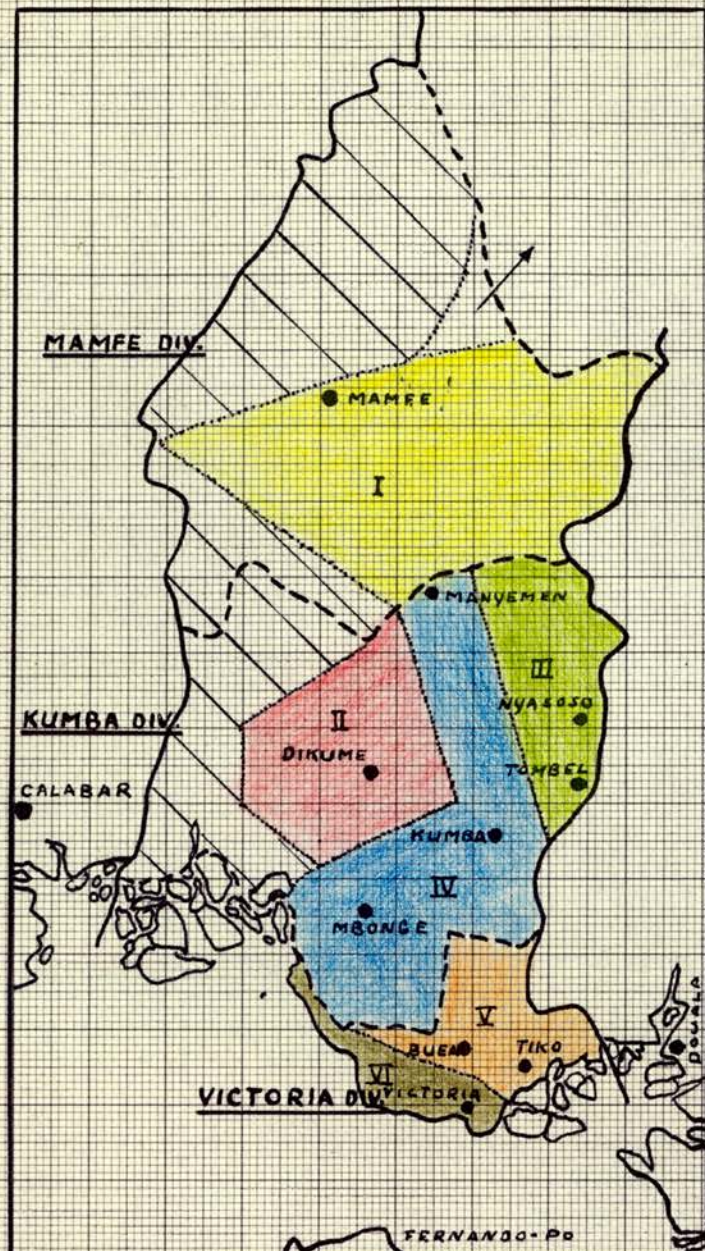 MAMFE DIV.
MAMFE
I
MANYEMEN
III
NYASOSO
KUMBA DIV.
II
DIKUME
TOMBEL
CALABAR
KUMBA
IV
MBONGE
V
DOUALA
BUEA
TIKO
VI
VICTORIA
VICTORIA DIV.
FERNANDO-PO